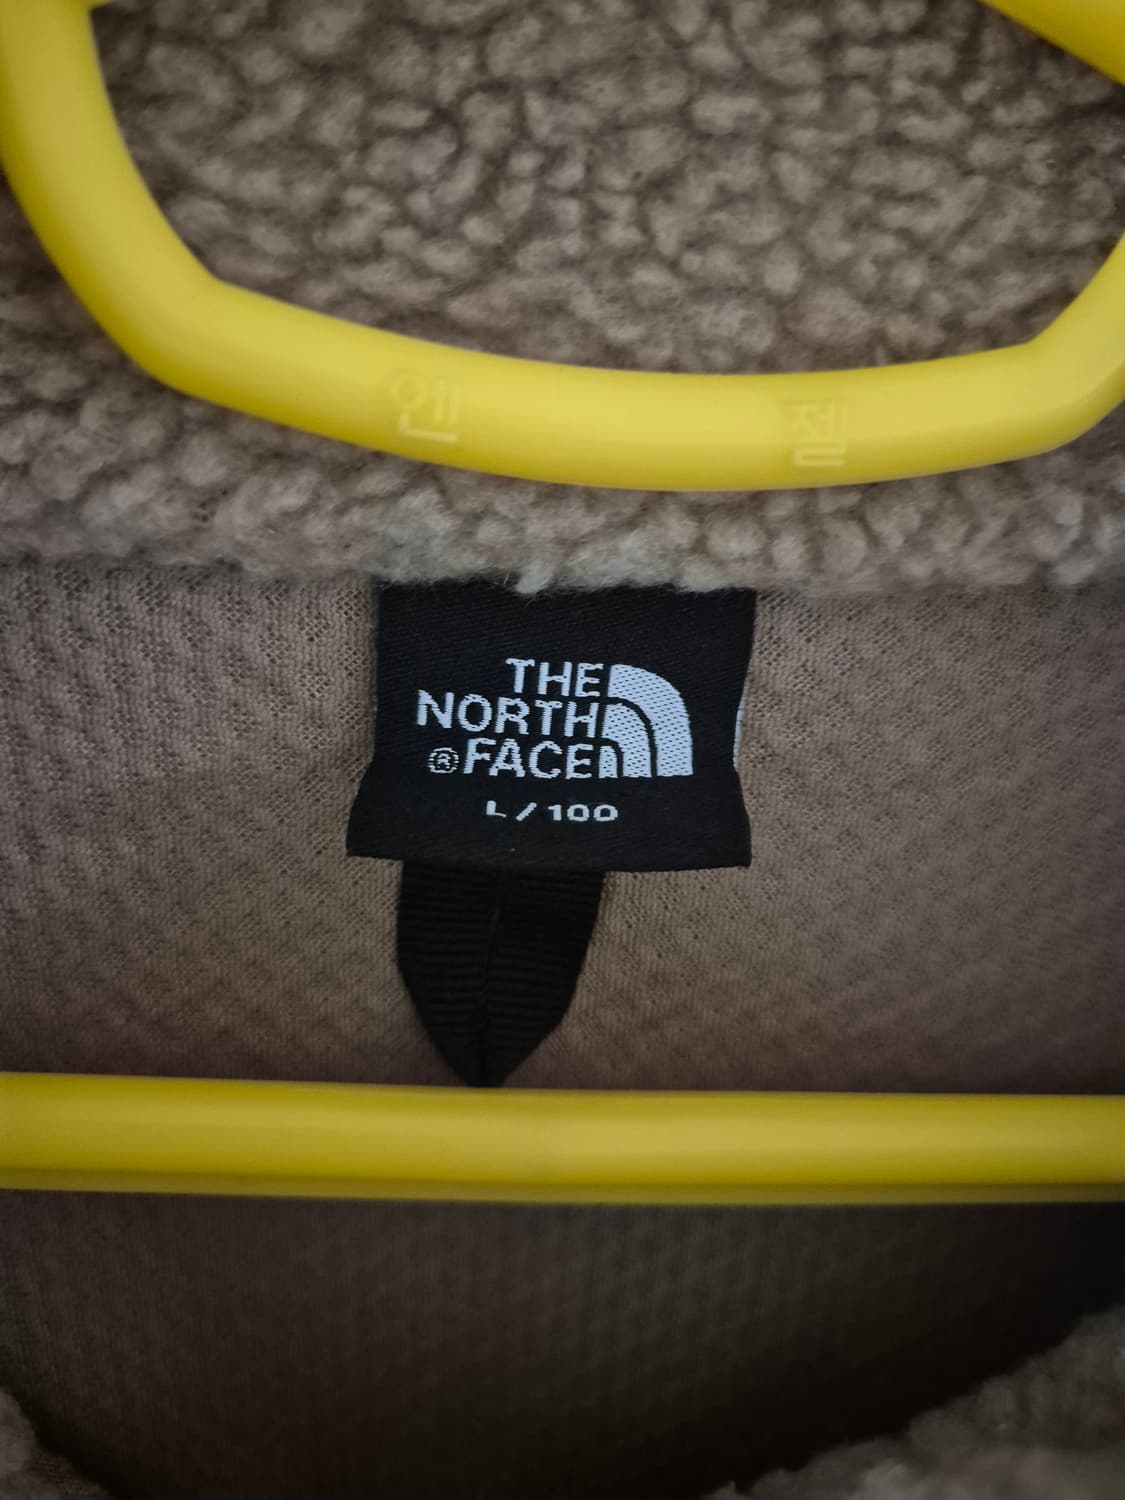 엔젤
THE
NORTH
®FACE
L/100